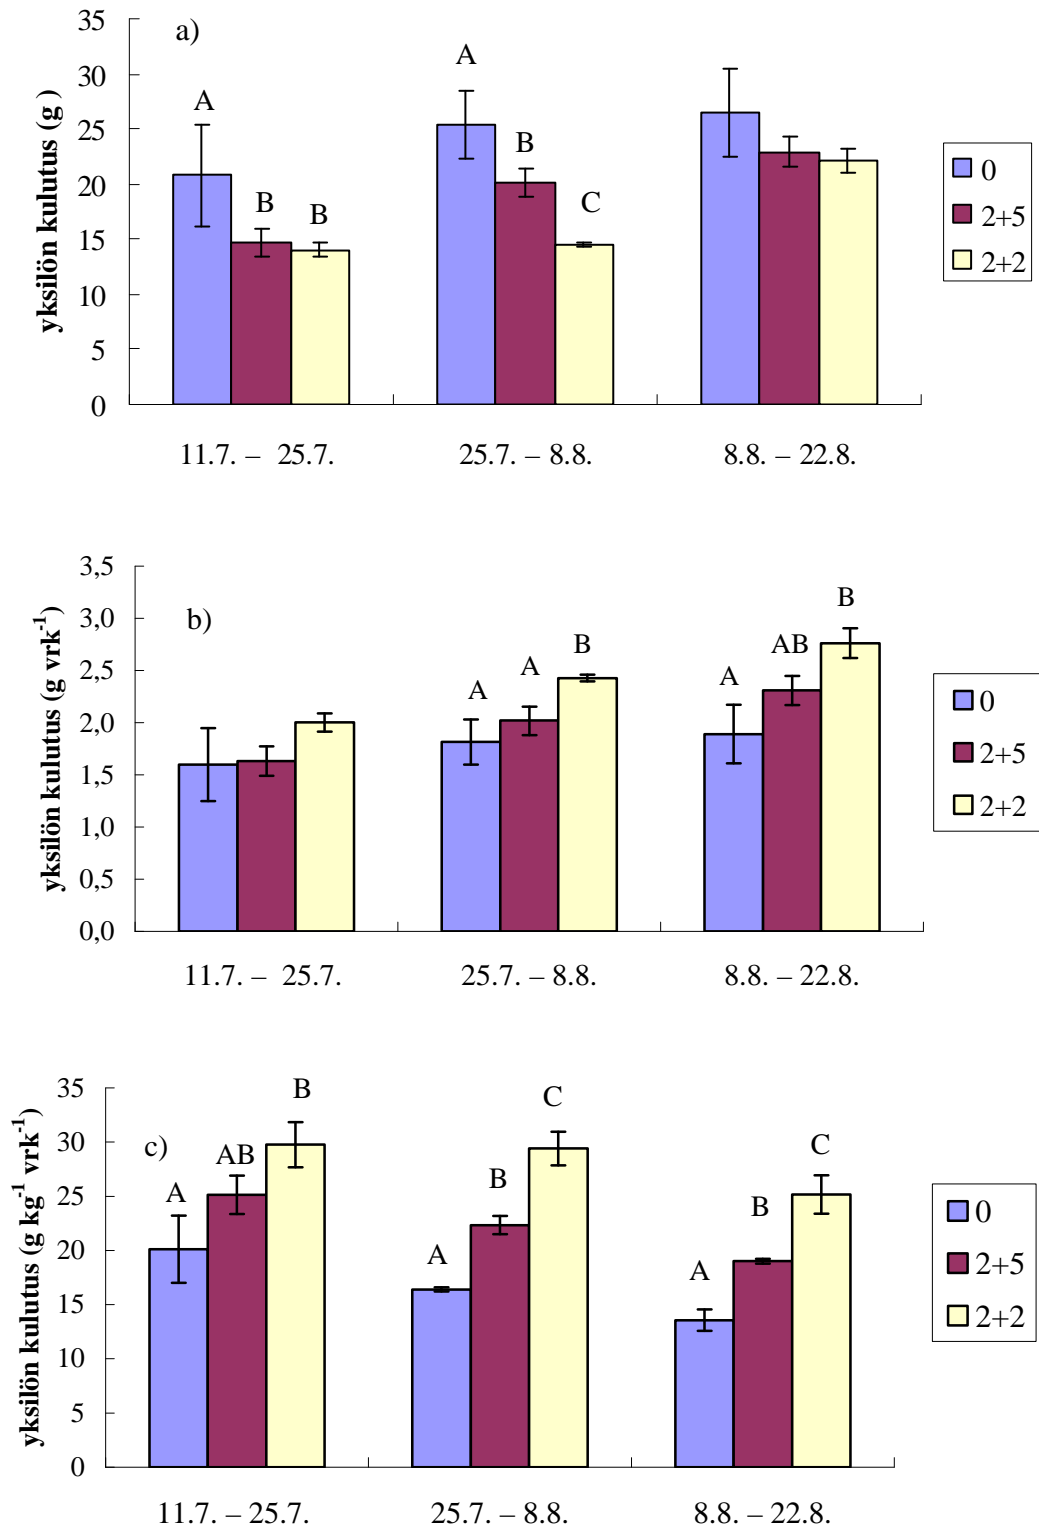 a)
yksilön kulutus (g)
35
30
25
20
15
10
5
0
A
B
B
A
B
C
11.7. – 25.7.
25.7. – 8.8.
8.8. – 22.8.
0
2+5
2+2
b)
yksilön kulutus (g vrk⁻¹)
3,5
3,0
2,5
2,0
1,5
1,0
0,5
0,0
A
A
B
A
AB
B
11.7. – 25.7.
25.7. – 8.8.
8.8. – 22.8.
0
2+5
2+2
c)
yksilön kulutus (g kg⁻¹ vrk⁻¹)
35
30
25
20
15
10
5
0
A
AB
B
A
B
C
A
B
C
11.7. – 25.7.
25.7. – 8.8.
8.8. – 22.8.
0
2+5
2+2